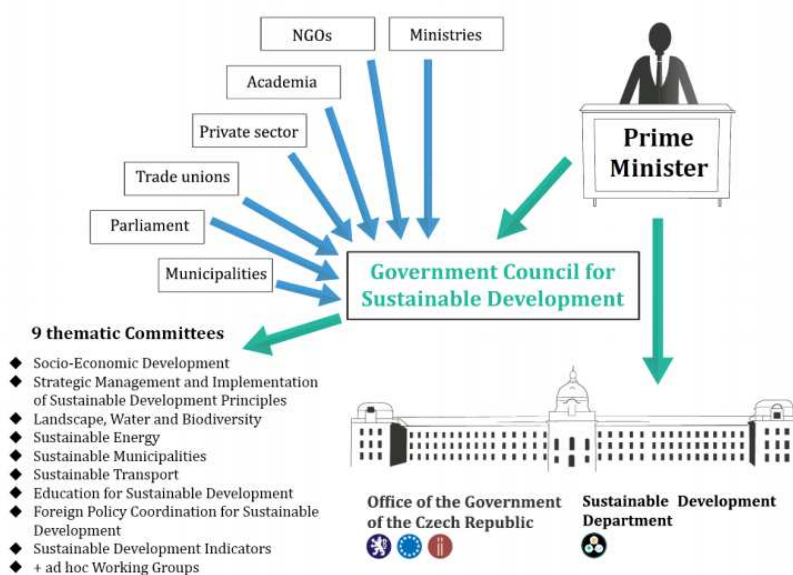 NGOs
Ministries
Academia
Private sector
Trade unions
Parliament
Municipalities
Prime
Minister
Government Council for
Sustainable Development
9 thematic Committees
◆ Socio-Economic Development
◆ Strategic Management and Implementation
of Sustainable Development Principles
◆ Landscape, Water and Biodiversity
◆ Sustainable Energy
◆ Sustainable Municipalities
◆ Sustainable Transport
◆ Education for Sustainable Development
◆ Foreign Policy Coordination for Sustainable
Development
◆ Sustainable Development Indicators
◆ + ad hoc Working Groups
Office of the Government
of the Czech Republic
Sustainable Development
Department